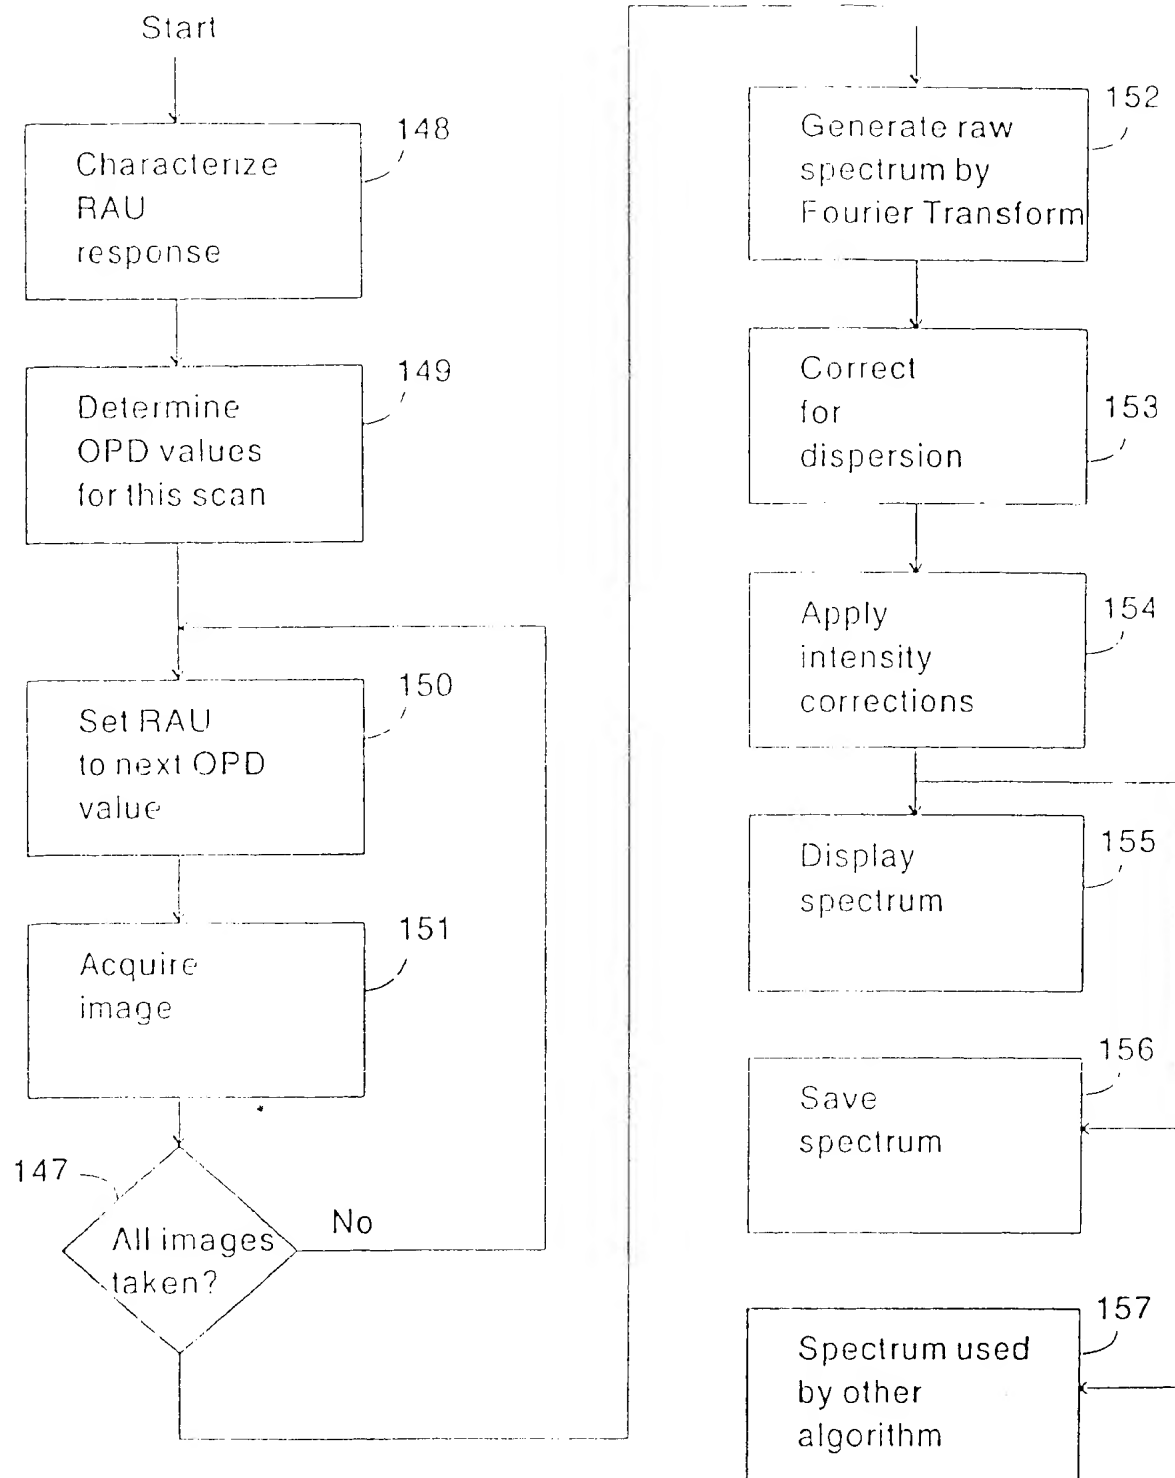 Start
148
Characterize
RAU
response
149
Determine
OPD values
for this scan
150
Set RAU
to next OPD
value
151
Acquire
image
147
All images
taken?
No
152
Generate raw
spectrum by
Fourier Transform
153
Correct
for
dispersion
154
Apply
intensity
corrections
155
Display
spectrum
156
Save
spectrum
157
Spectrum used
by other
algorithm